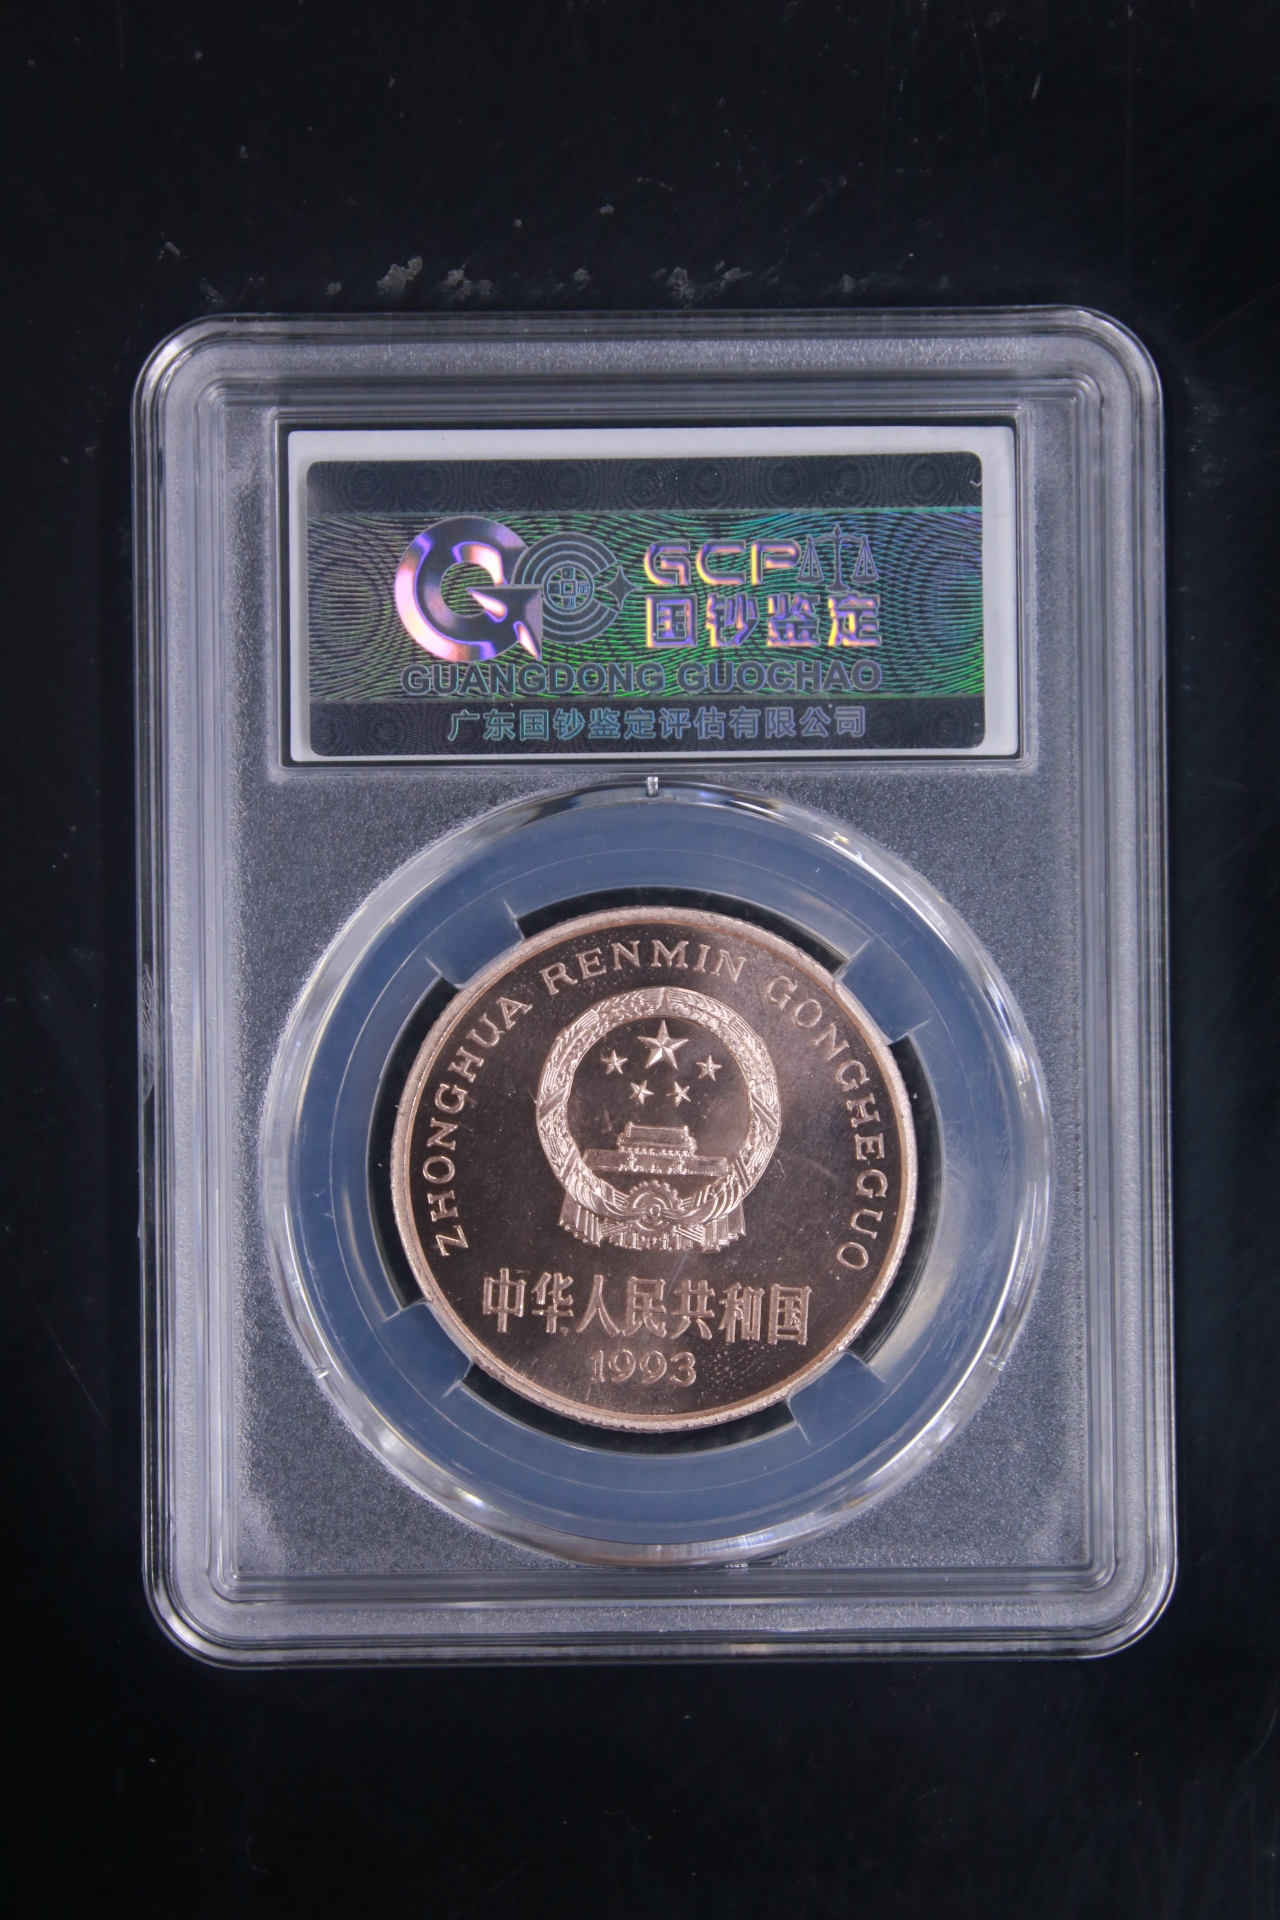 GCP
国钞鉴定
GUANGDONG GUOCHAO
广东国钞鉴定评估有限公司
ZHONGHUA RENMIN GONGHEGUO
中华人民共和国
1993